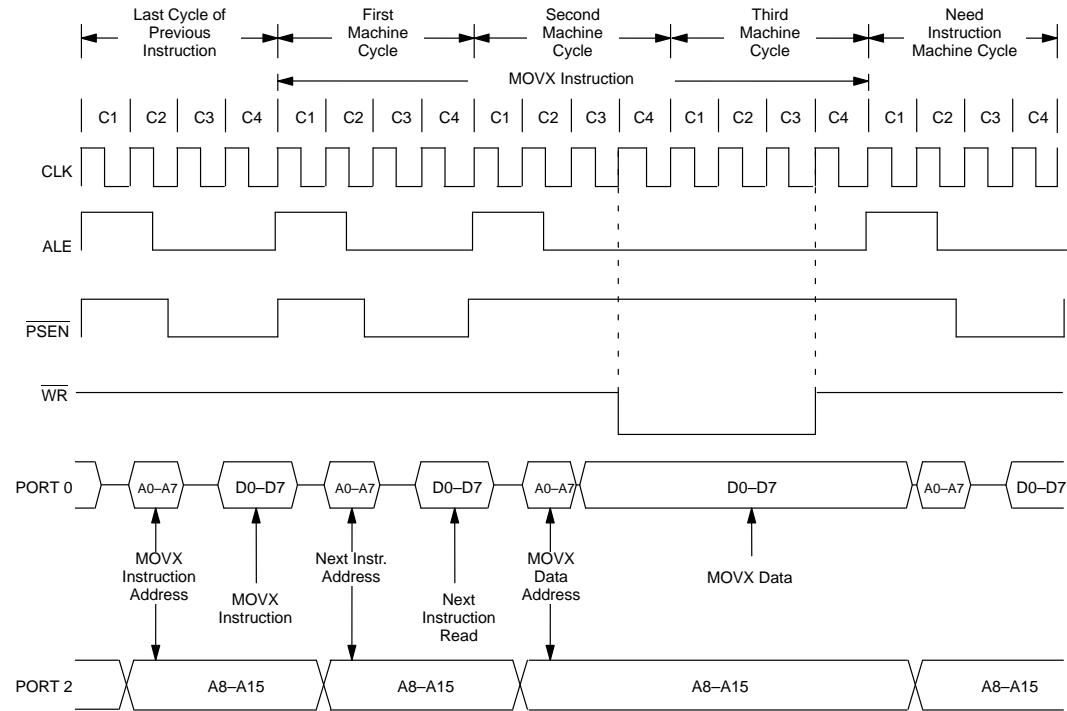 Last Cycle of
Previous
Instruction
First
Machine
Cycle
Second
Machine
Cycle
Third
Machine
Cycle
Need
Instruction
Machine Cycle
MOVX Instruction
C1 C2 C3 C4 C1 C2 C3 C4 C1 C2 C3 C4 C1 C2 C3 C4 C1 C2 C3 C4
CLK
ALE
PSEN
WR
PORT 0 A0–A7 D0–D7 A0–A7 D0–D7 A0–A7 D0–D7 A0–A7 D0–D7
MOVX
Instruction
Address
MOVX
Instruction
Next Instr.
Address
Next
Instruction
Read
MOVX
Data
Address
MOVX Data
PORT 2 A8–A15 A8–A15 A8–A15 A8–A15